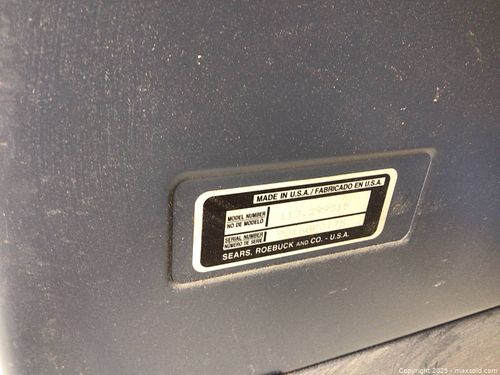 MADE IN U.S.A. / FABRICADO EN U.S.A.
MODEL NUMBER
NO. DE MODELO
SERIAL NUMBER
NÚMERO DE SERIE
SEARS, ROEBUCK AND CO. - U.S.A.
Copyright 2025 - maxsold.com